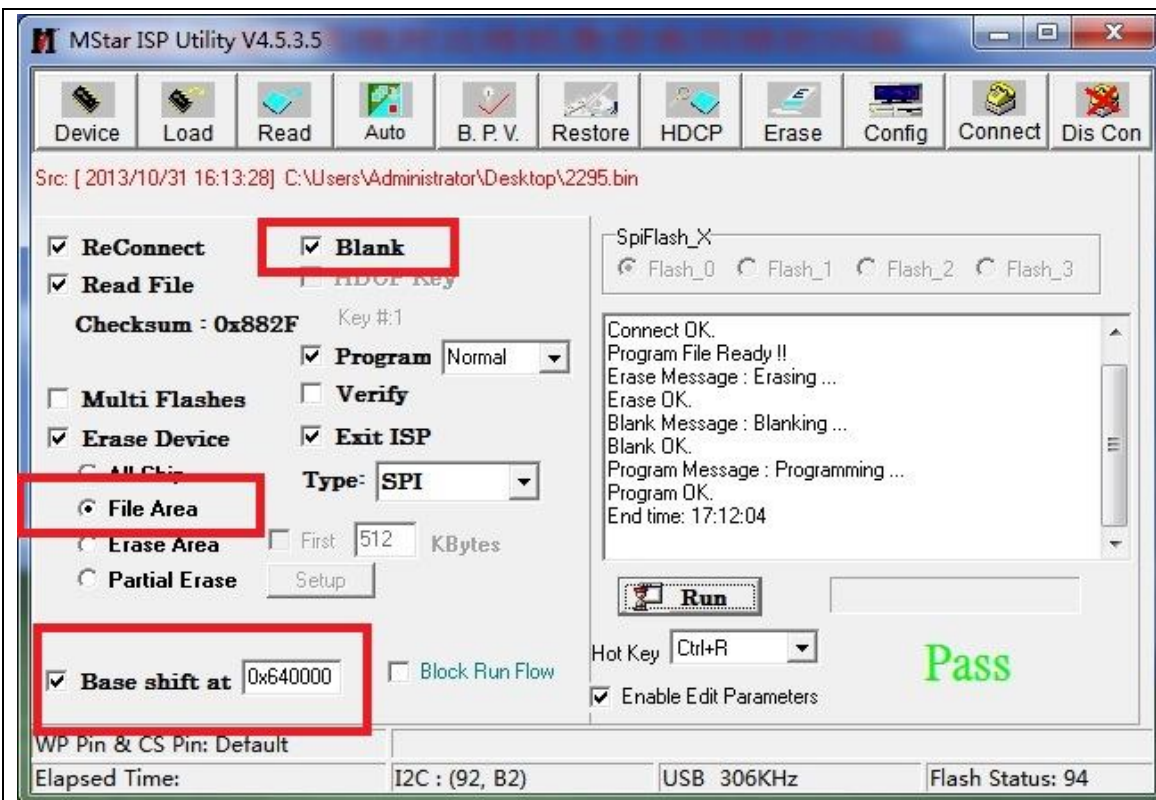 MStar ISP Utility V4.5.3.5
Device Load Read Auto B. P. V. Restore HDCP Erase Config Connect Dis Con
Src: [ 2013/10/31 16:13:28] C:\Users\Administrator\Desktop\2295.bin
ReConnect
Blank
Read File
HDCP Key
Checksum : 0x882F
Key #:1
Program Normal
Multi Flashes
Verify
Erase Device
Exit ISP
All Chip
Type: SPI
File Area
Erase Area
First 512 KBytes
Partial Erase
Setup
Base shift at 0x640000
Block Run Flow
SpiFlash_X
Flash_0 Flash_1 Flash_2 Flash_3
Connect OK.
Program File Ready !!
Erase Message : Erasing ...
Erase OK.
Blank Message : Blanking ...
Blank OK.
Program Message : Programming ...
Program OK.
End time: 17:12:04
Run
Hot Key Ctrl+R
Pass
Enable Edit Parameters
WP Pin & CS Pin: Default
Elapsed Time: I2C : (92, B2) USB 306KHz Flash Status: 94